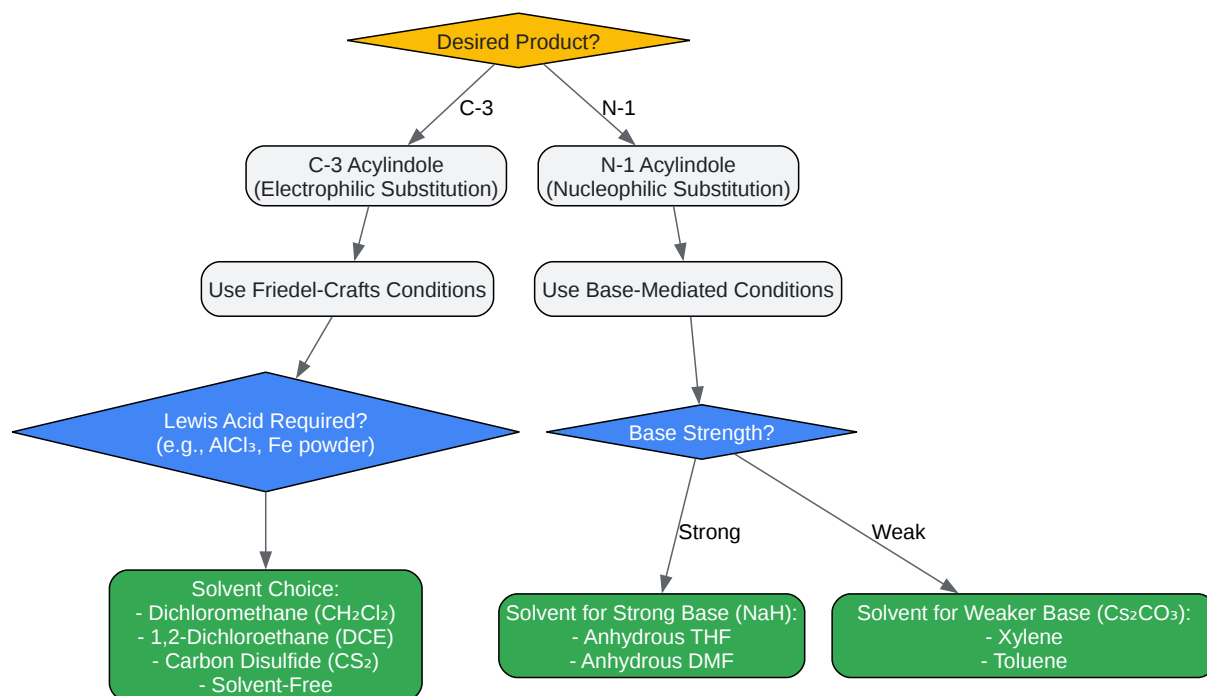 Desired Product?
C-3
N-1
C-3 Acylindole
(Electrophilic Substitution)
N-1 Acylindole
(Nucleophilic Substitution)
Use Friedel-Crafts Conditions
Use Base-Mediated Conditions
Lewis Acid Required?
(e.g., AlCl₃, Fe powder)
Base Strength?
Strong
Weak
Solvent Choice:
- Dichloromethane (CH₂Cl₂)
- 1,2-Dichloroethane (DCE)
- Carbon Disulfide (CS₂)
- Solvent-Free
Solvent for Strong Base (NaH):
- Anhydrous THF
- Anhydrous DMF
Solvent for Weaker Base (Cs₂CO₃):
- Xylene
- Toluene